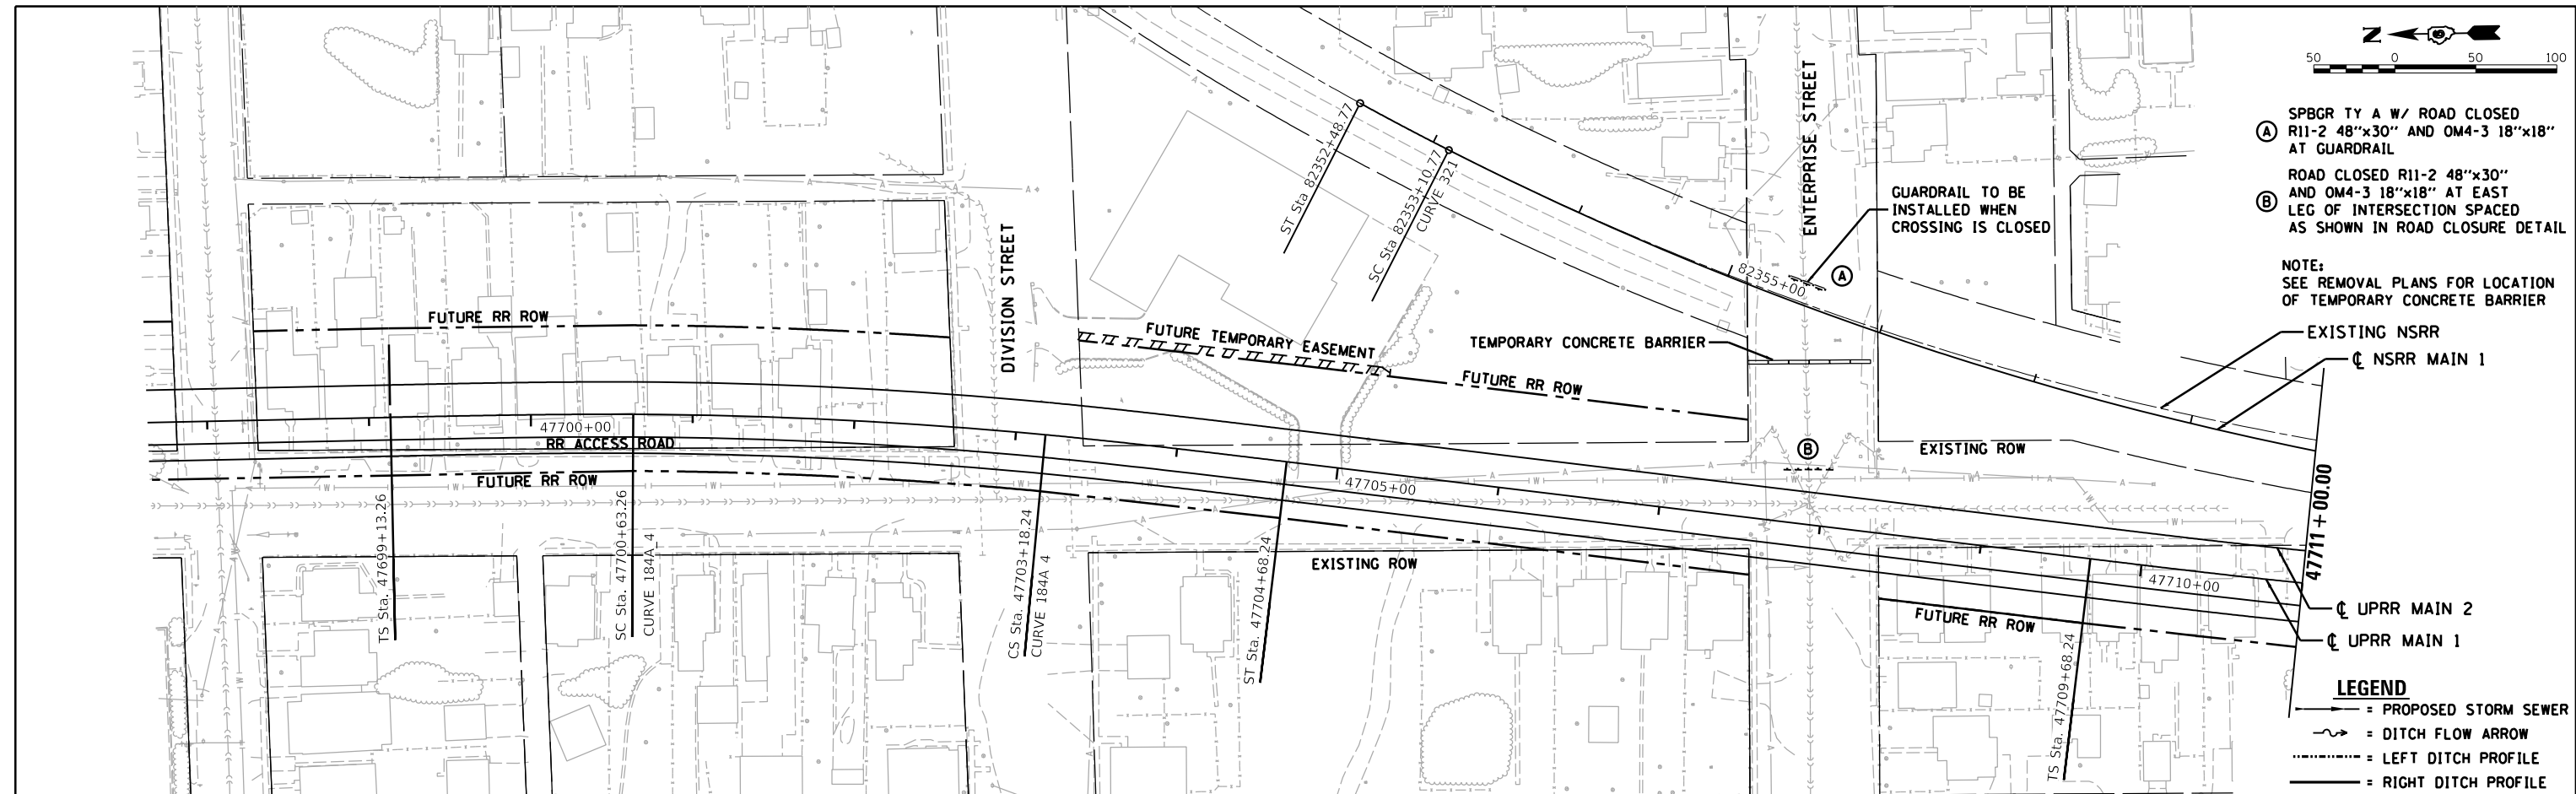 N
50 0 50 100
SPBGR TY A W/ ROAD CLOSED
A R11-2 48"x30" AND OM4-3 18"x18"
AT GUARDRAIL
ROAD CLOSED R11-2 48"x30"
AND OM4-3 18"x18" AT EAST
B LEG OF INTERSECTION SPACED
AS SHOWN IN ROAD CLOSURE DETAIL
NOTE:
SEE REMOVAL PLANS FOR LOCATION
OF TEMPORARY CONCRETE BARRIER
EXISTING NSRR
℄ NSRR MAIN 1
ENTERPRISE STREET
GUARDRAIL TO BE
INSTALLED WHEN
CROSSING IS CLOSED
A
82355+00
ST Sta 82352+48.77
SC Sta 82353+10.77
CURVE 32.1
DIVISION STREET
FUTURE RR ROW
FUTURE TEMPORARY EASEMENT
TEMPORARY CONCRETE BARRIER
FUTURE RR ROW
47700+00
RR ACCESS ROAD
FUTURE RR ROW
B
EXISTING ROW
47705+00
TS Sta. 47699+13.26
SC Sta. 47700+63.26
CURVE 184A_4
CS Sta. 47703+18.24
CURVE 184A_4
ST Sta. 47704+68.24
EXISTING ROW
47711+00.00
47710+00
FUTURE RR ROW
TS Sta. 47709+68.24
℄ UPRR MAIN 2
℄ UPRR MAIN 1
LEGEND
= PROPOSED STORM SEWER
= DITCH FLOW ARROW
= LEFT DITCH PROFILE
= RIGHT DITCH PROFILE